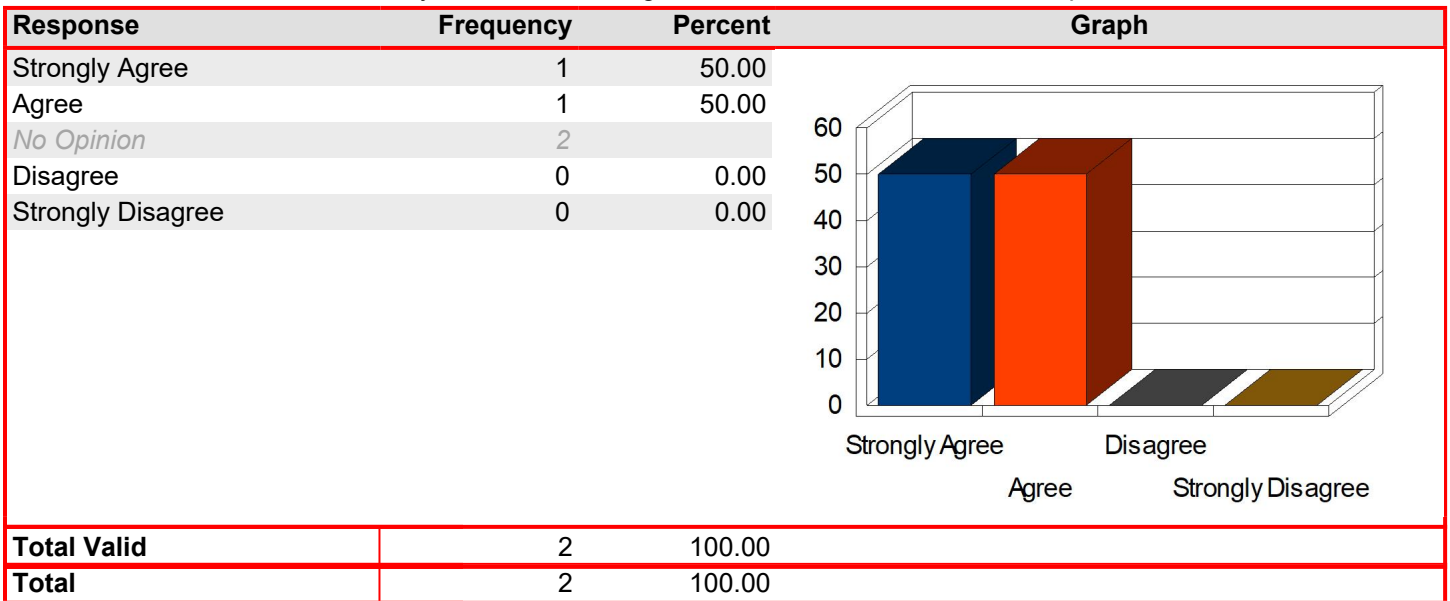 Response Frequency Percent Graph
Strongly Agree 1 50.00
Agree 1 50.00
No Opinion 2
Disagree 0 0.00
Strongly Disagree 0 0.00
60
50
40
30
20
10
0
Strongly Agree Disagree
Agree Strongly Disagree
Total Valid 2 100.00
Total 2 100.00